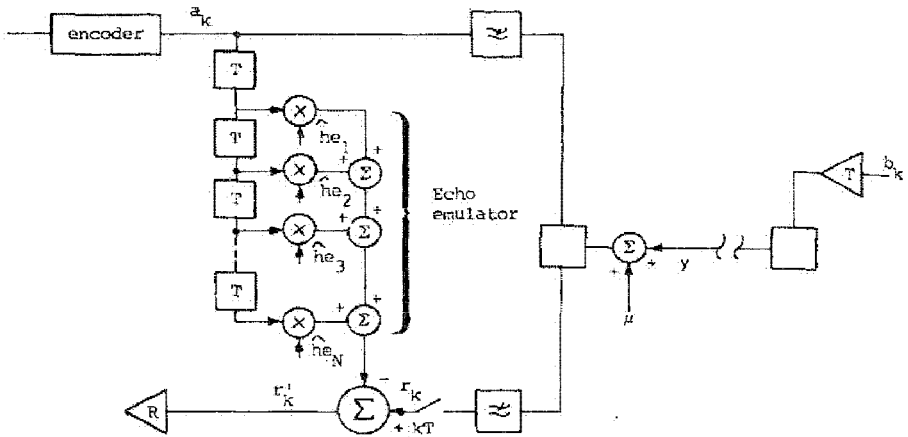 encoder
a_k
T
T
T
T
× ĥe_1
× ĥe_2
× ĥe_3
× ĥe_N
+
+ Σ
+
+ Σ
+
+ Σ
Echo
emulator
T
b_k
Σ
+ +
y
μ
R
r'_k
Σ
-
+
r_k
kT